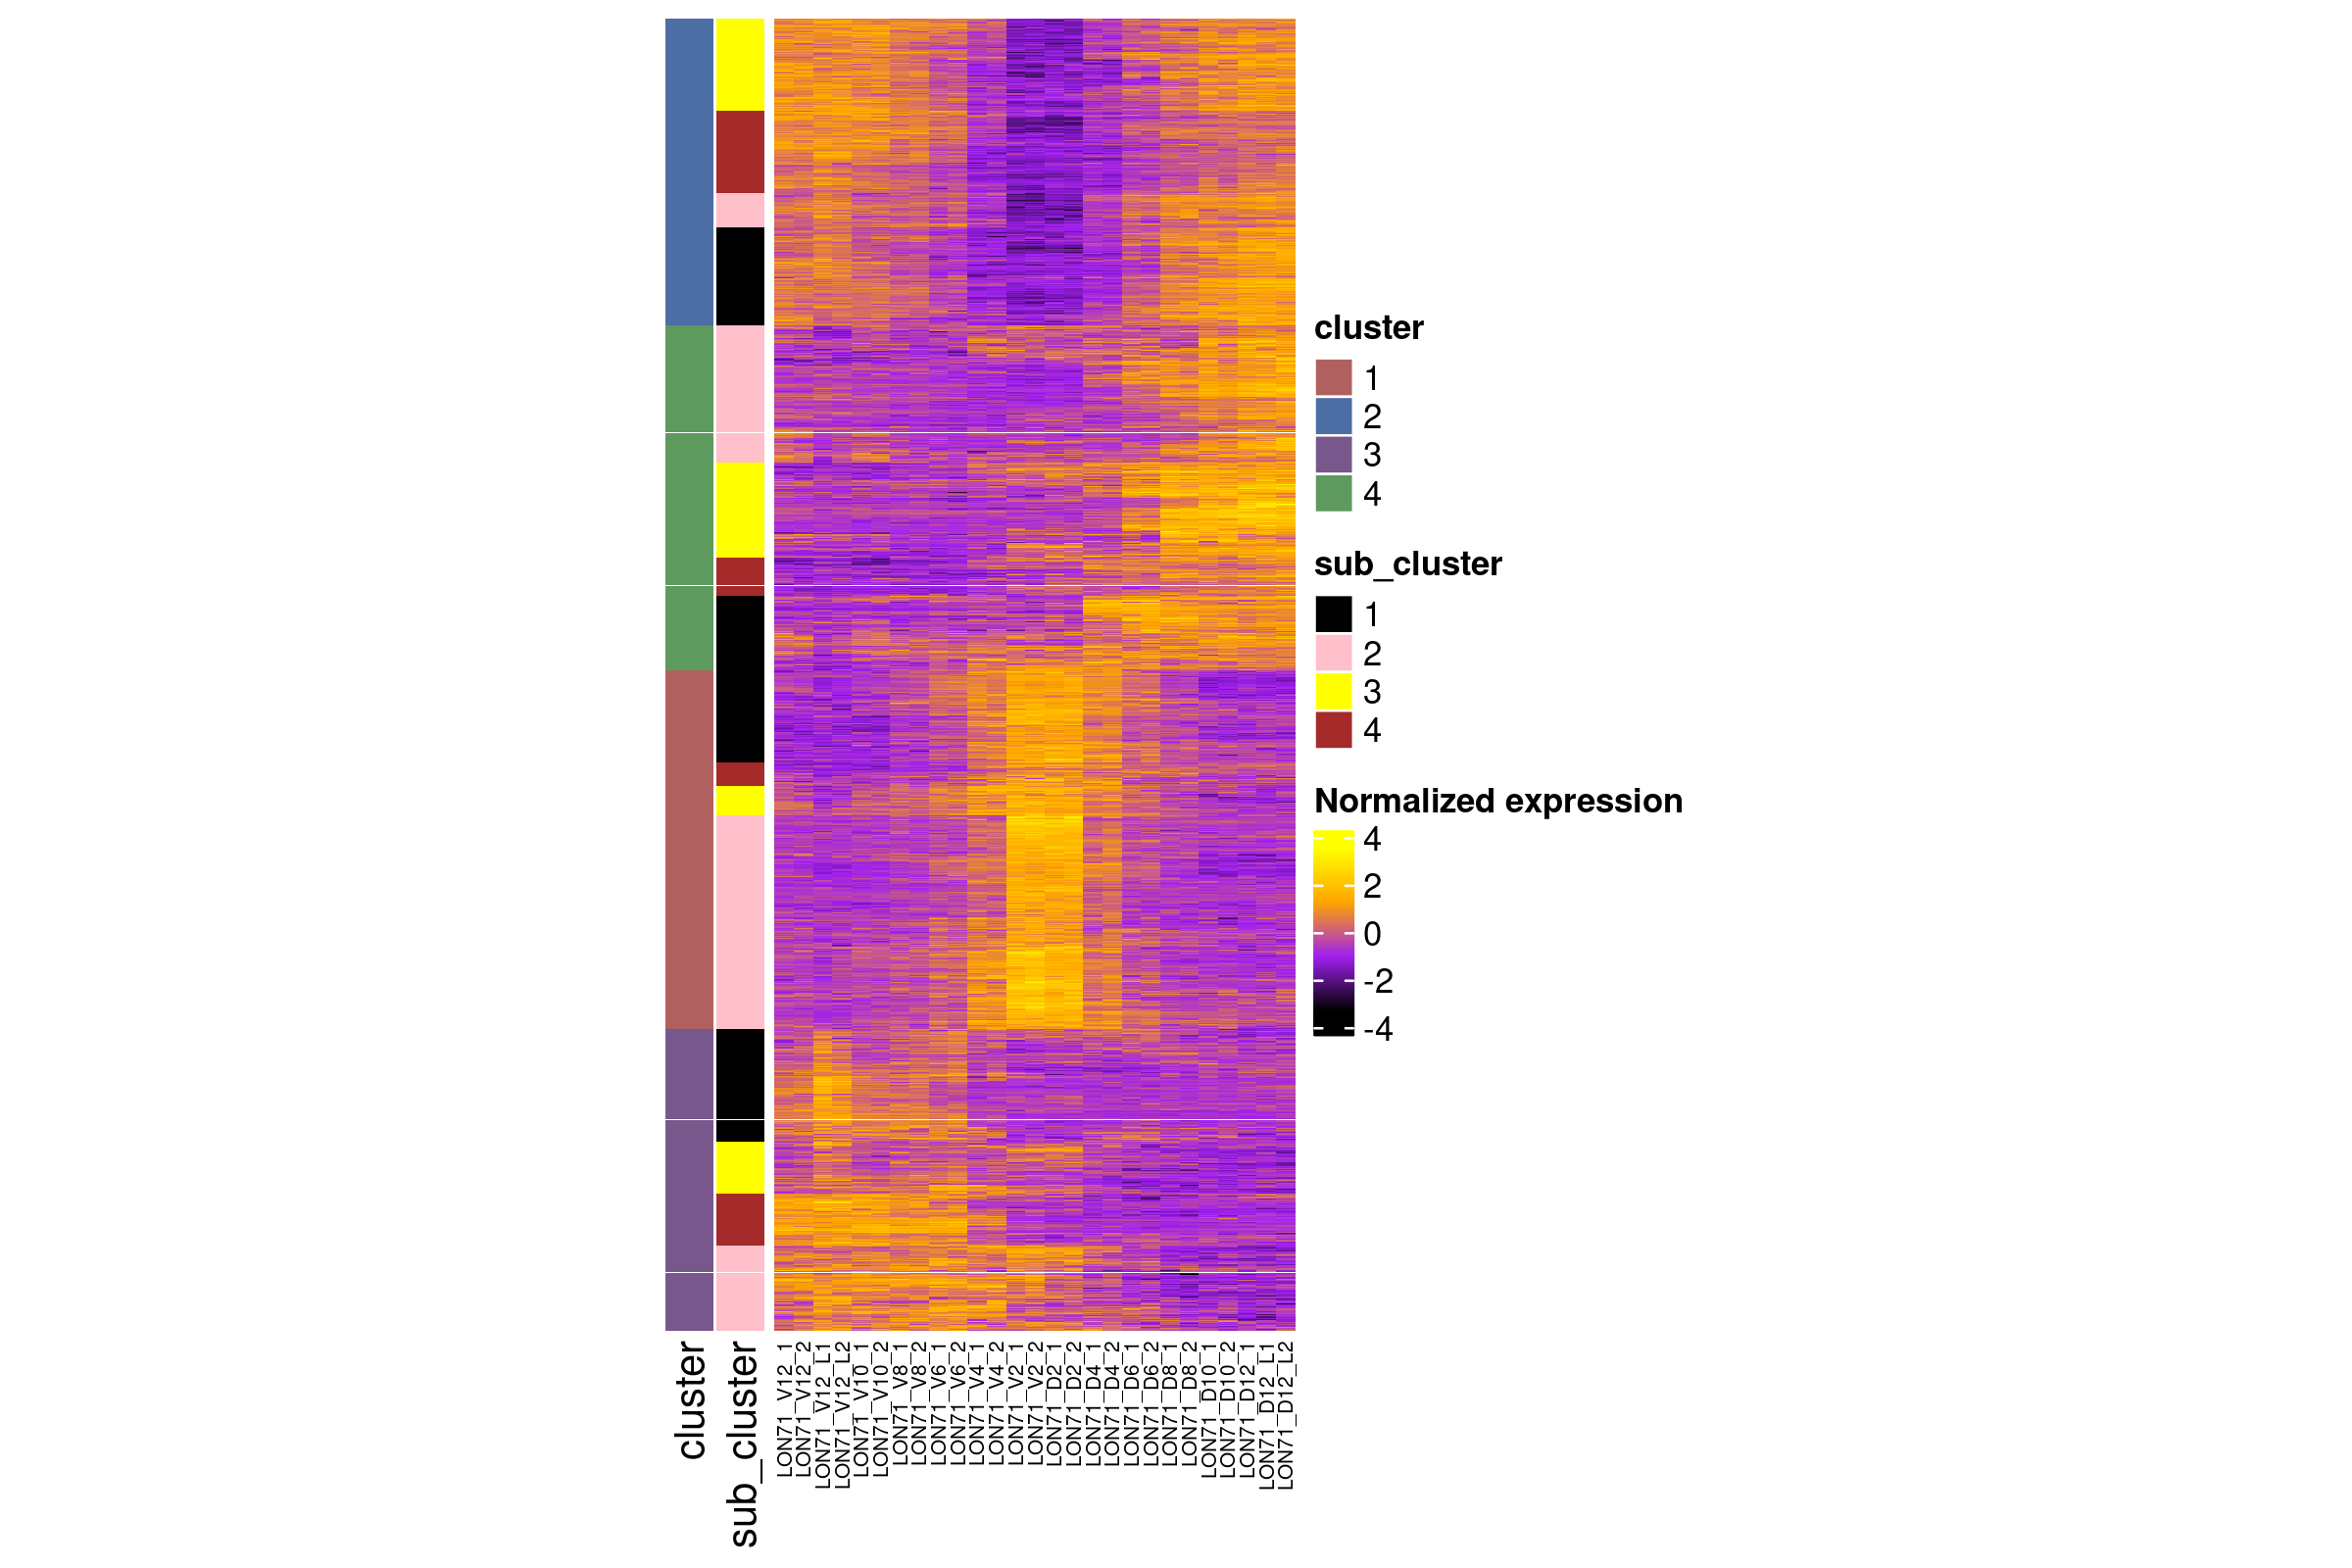 cluster
1
2
3
4
sub_cluster
1
2
3
4
Normalized expression
4
2
0
-2
-4
cluster
sub_cluster
LON71_V12_1
LON71_V12_2
LON71_V12_L1
LON71_V12_L2
LON71_V10_1
LON71_V10_2
LON71_V8_1
LON71_V8_2
LON71_V6_1
LON71_V6_2
LON71_V4_1
LON71_V4_2
LON71_V2_1
LON71_V2_2
LON71_D2_1
LON71_D2_2
LON71_D4_1
LON71_D4_2
LON71_D6_1
LON71_D6_2
LON71_D8_1
LON71_D8_2
LON71_D10_1
LON71_D10_2
LON71_D12_1
LON71_D12_L1
LON71_D12_L2